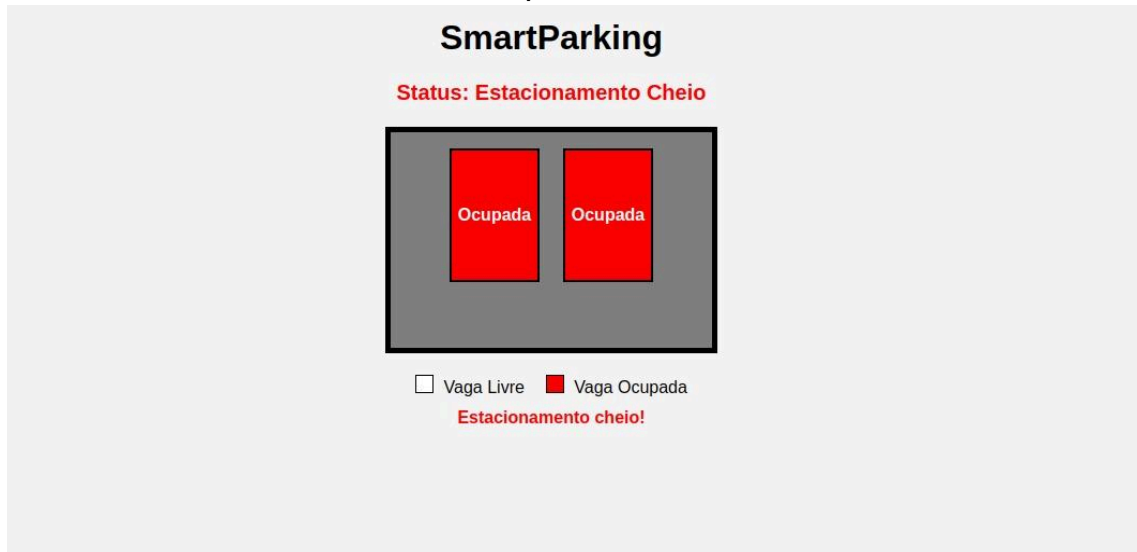 SmartParking
Status: Estacionamento Cheio
Ocupada Ocupada
Vaga Livre Vaga Ocupada
Estacionamento cheio!